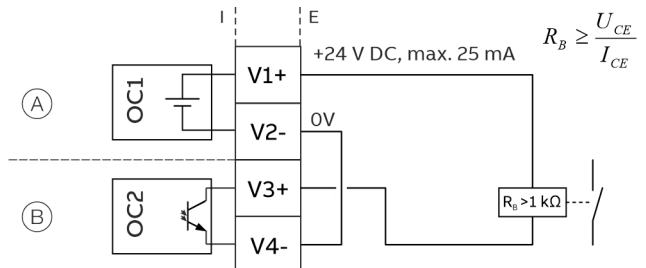 I E
+24 V DC, max. 25 mA
R_B ≥ U_CE / I_CE
A
OC1
V1+
V2-
0V
B
OC2
V3+
V4-
R_B>1 kΩ